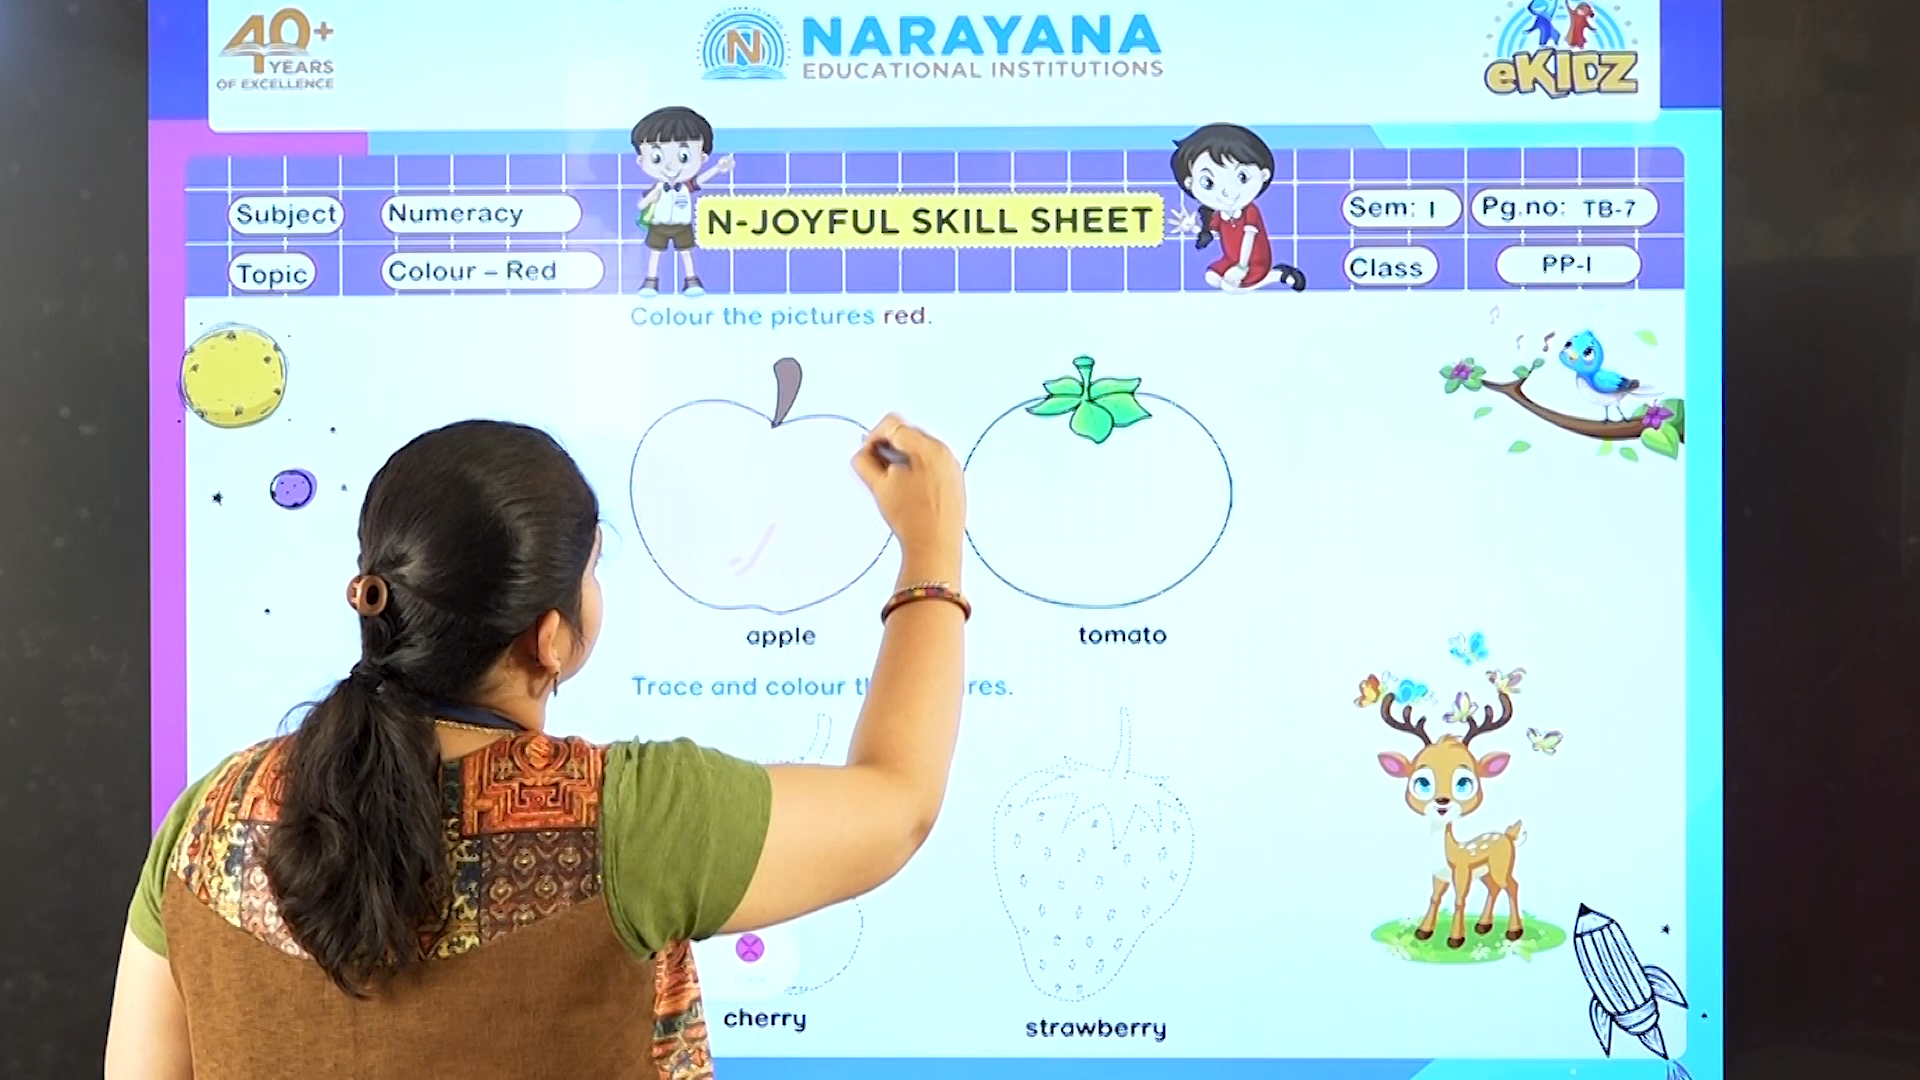 40+
YEARS
OF EXCELLENCE
N
NARAYANA
EDUCATIONAL INSTITUTIONS
eKIDZ
Subject
Numeracy
N-JOYFUL SKILL SHEET
Sem: I
Pg.no: TB-7
Topic
Colour – Red
Class
PP-I
Colour the pictures red.
apple
tomato
Trace and colour
cherry
strawberry